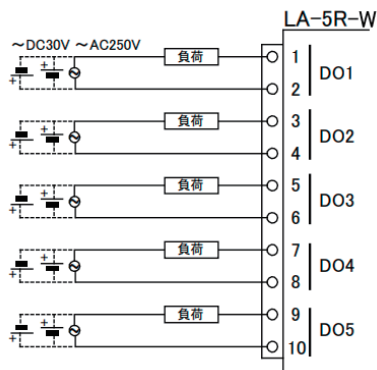 LA-5R-W
～DC30V ～AC250V
負荷 1
2 DO1
負荷 3
4 DO2
負荷 5
6 DO3
負荷 7
8 DO4
負荷 9
10 DO5